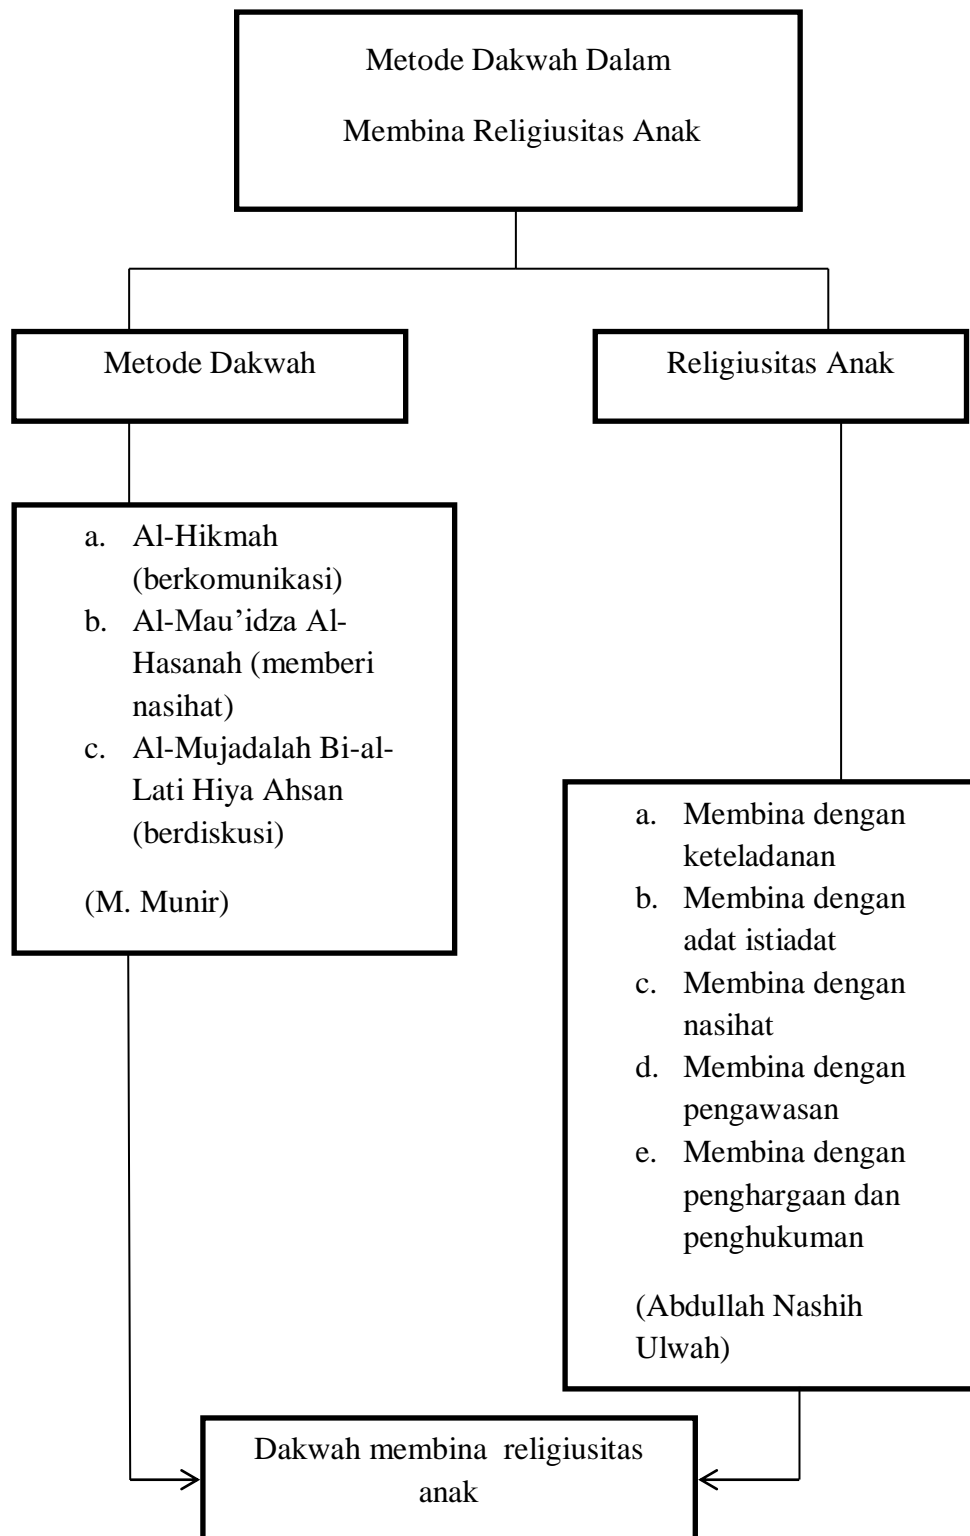 Metode Dakwah Dalam
Membina Religiusitas Anak
Metode Dakwah
Religiusitas Anak
a. Al-Hikmah
(berkomunikasi)
b. Al-Mau’idza Al-
Hasanah (memberi
nasihat)
c. Al-Mujadalah Bi-al-
Lati Hiya Ahsan
(berdiskusi)
(M. Munir)
a. Membina dengan
keteladanan
b. Membina dengan
adat istiadat
c. Membina dengan
nasihat
d. Membina dengan
pengawasan
e. Membina dengan
penghargaan dan
penghukuman
(Abdullah Nashih
Ulwah)
Dakwah membina religiusitas
anak